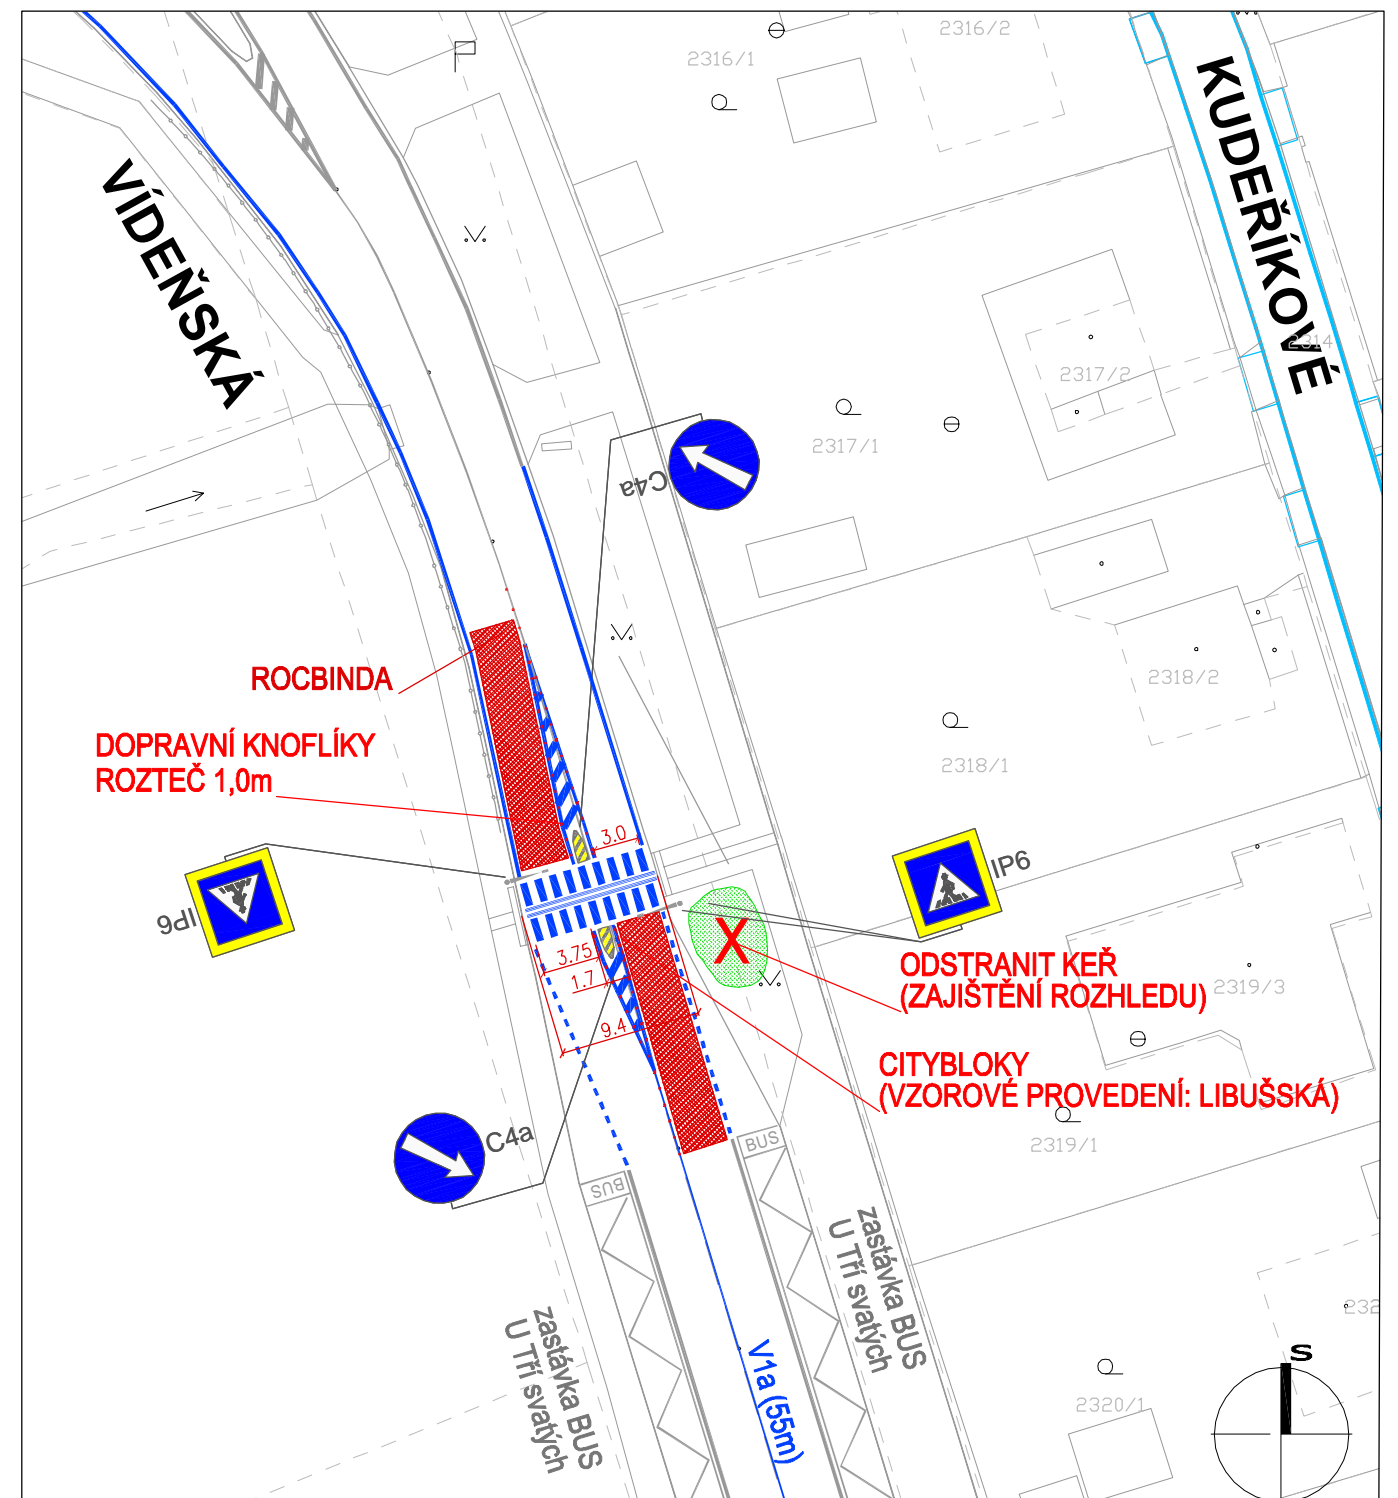 2316/1
2316/2
VÍDEŇSKÁ
KUDEŘÍKOVÉ
2314
2317/2
2317/1
C4a
2318/2
2318/1
ROCBINDA
DOPRAVNÍ KNOFLÍKY
ROZTEČ 1,0m
3.0
IP6
IP6
3.75
1.7
9.4
ODSTRANIT KEŘ
(ZAJIŠTĚNÍ ROZHLEDU)
2319/3
CITYBLOKY
(VZOROVÉ PROVEDENÍ: LIBUŠSKÁ)
2319/1
C4a
BUS
BUS
zastávka BUS
U Tří svatých
zastávka BUS
U Tří svatých
V1a (55m)
232
S
2320/1